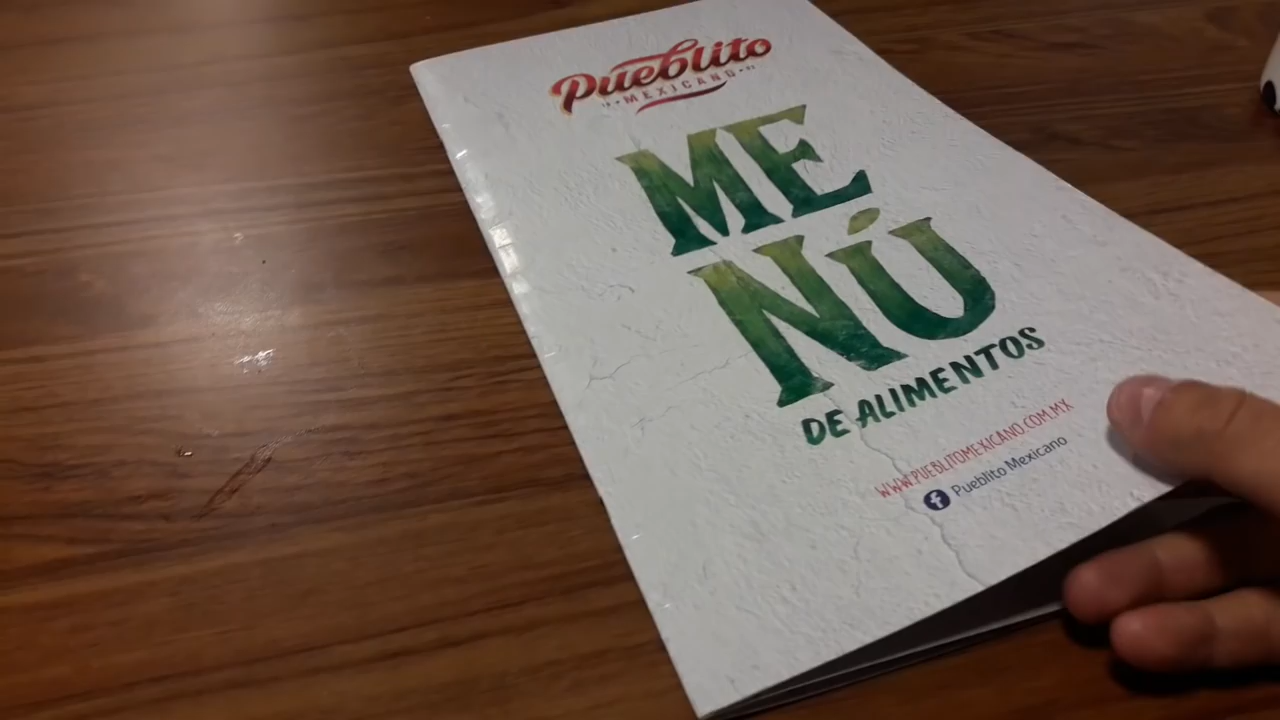 Pueblito
MEXICANO
ME
NÚ
DE ALIMENTOS
WWW.PUEBLITOMEXICANO.COM.MX
f Pueblito Mexicano